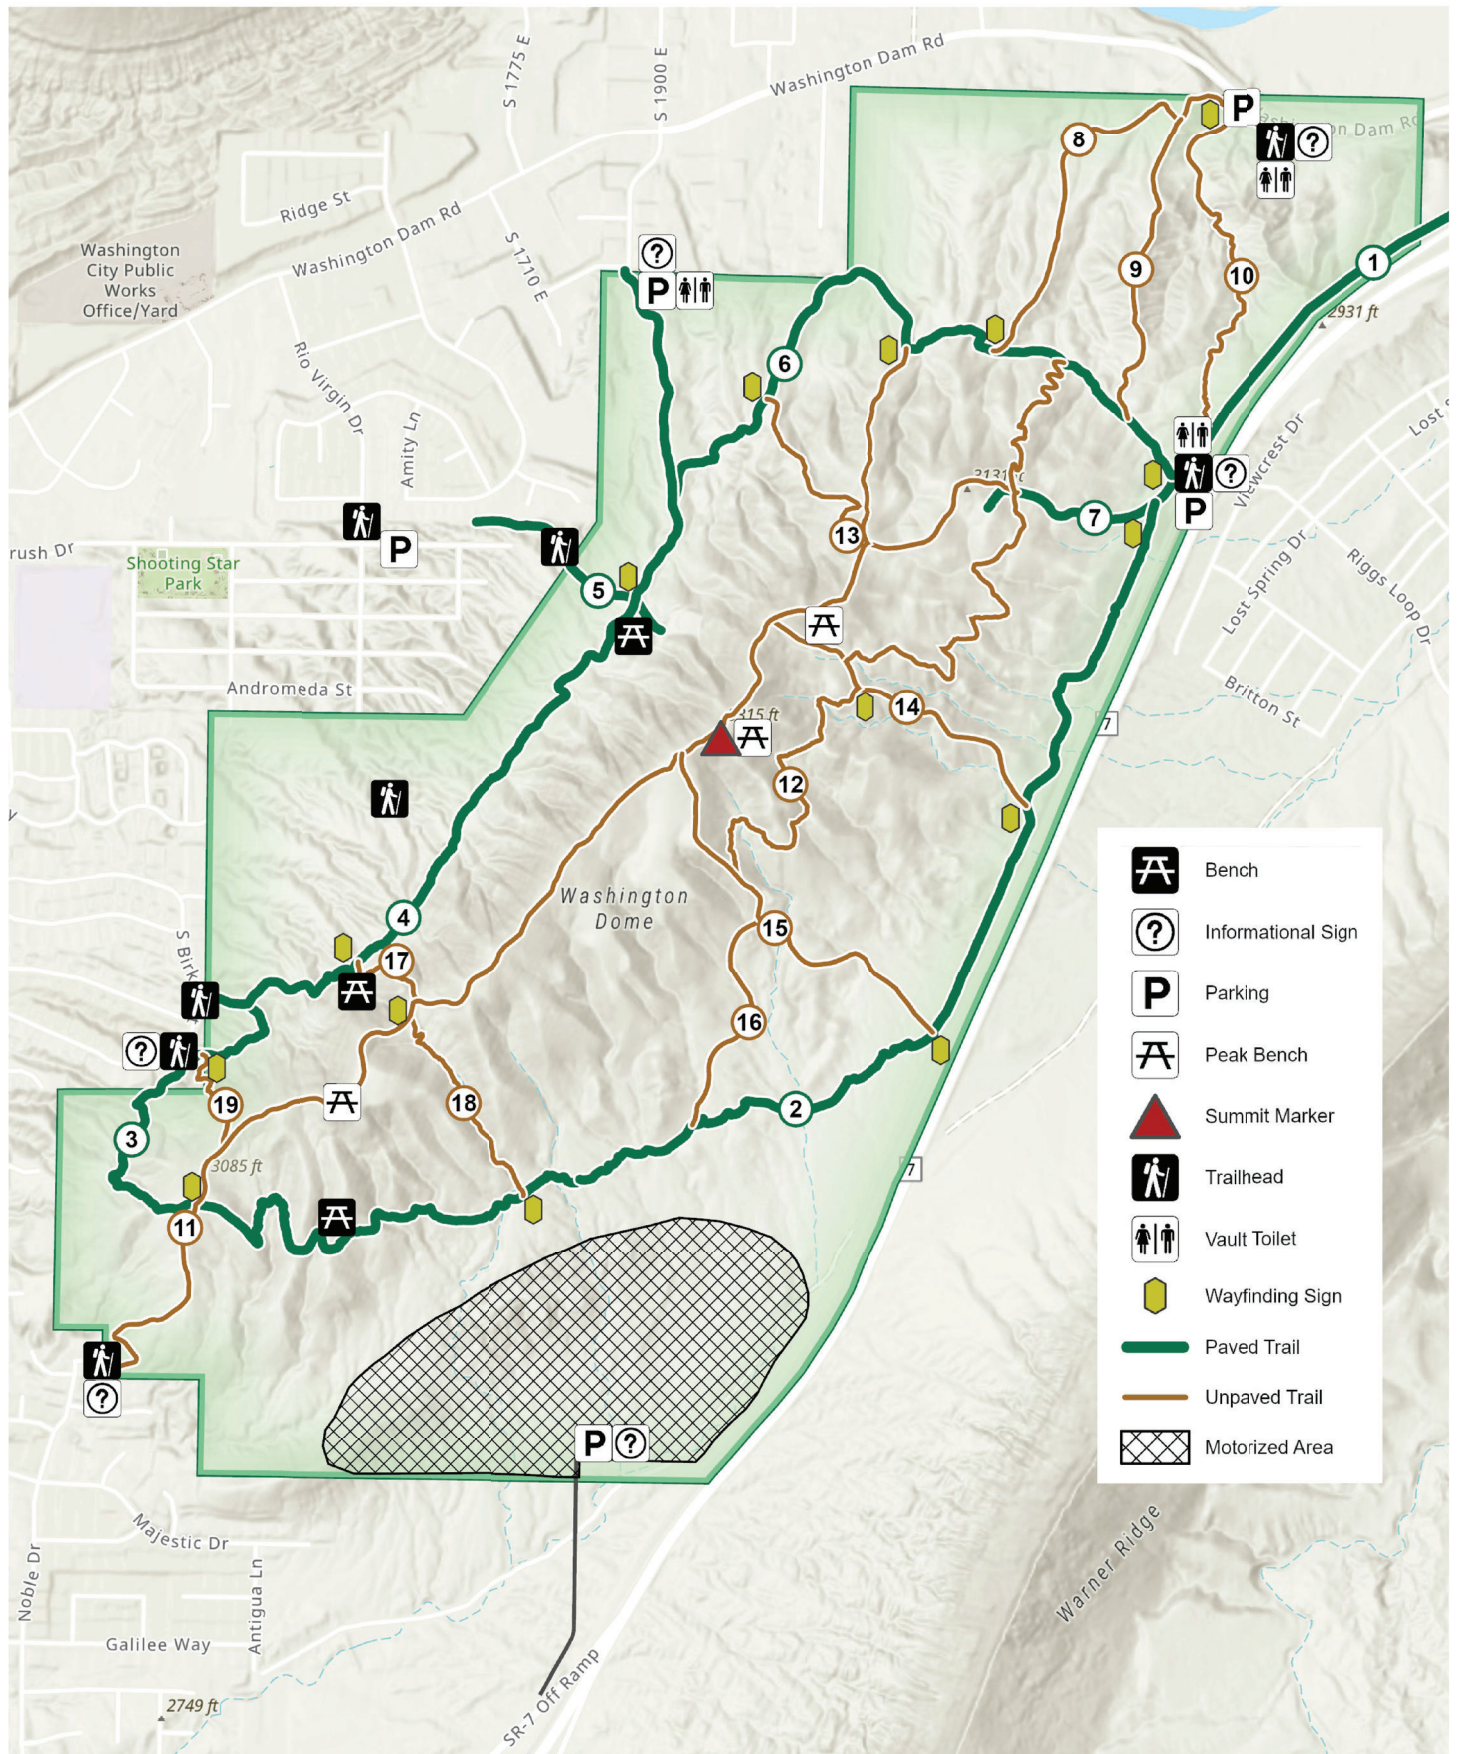 S 1775 E
S 1900 E
Washington Dam Rd
P
Washington Dam Rd
8
?
Ridge St
Washington Dam Rd
S 1710 E
Washington
City Public
Works
Office/Yard
?
P
9
10
1
2931 ft
Rio Virgin Dr
Amity Ln
6
Viewcrest Dr
?
P
7
13
P
rush Dr
Shooting Star
Park
5
Lost Spring Dr
Riggs Loop Dr
Andromeda St
Britton St
14
7
12
Washington
Dome
4
15
17
S Birk
16
?
18
19
2
3
3085 ft
7
11
?
P
?
Majestic Dr
Noble Dr
Antigua Ln
Galilee Way
2749 ft
SR-7 Off Ramp
Warner Ridge
Bench
?
Informational Sign
P
Parking
Peak Bench
Summit Marker
Trailhead
Vault Toilet
Wayfinding Sign
Paved Trail
Unpaved Trail
Motorized Area